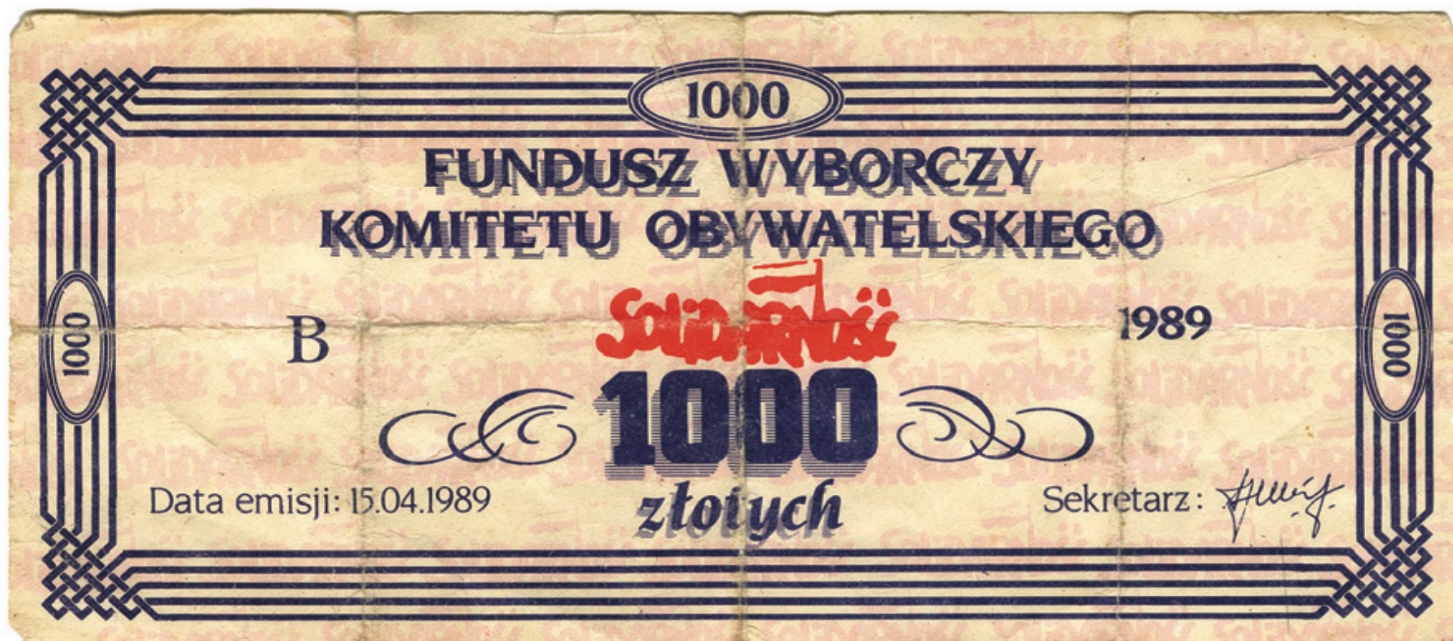 1000
FUNDUSZ WYBORCZY
KOMITETU OBYWATELSKIEGO
SOLIDARNOŚĆ
1000
B
1989
1000
1000
złotych
Data emisji: 15.04.1989
Sekretarz: